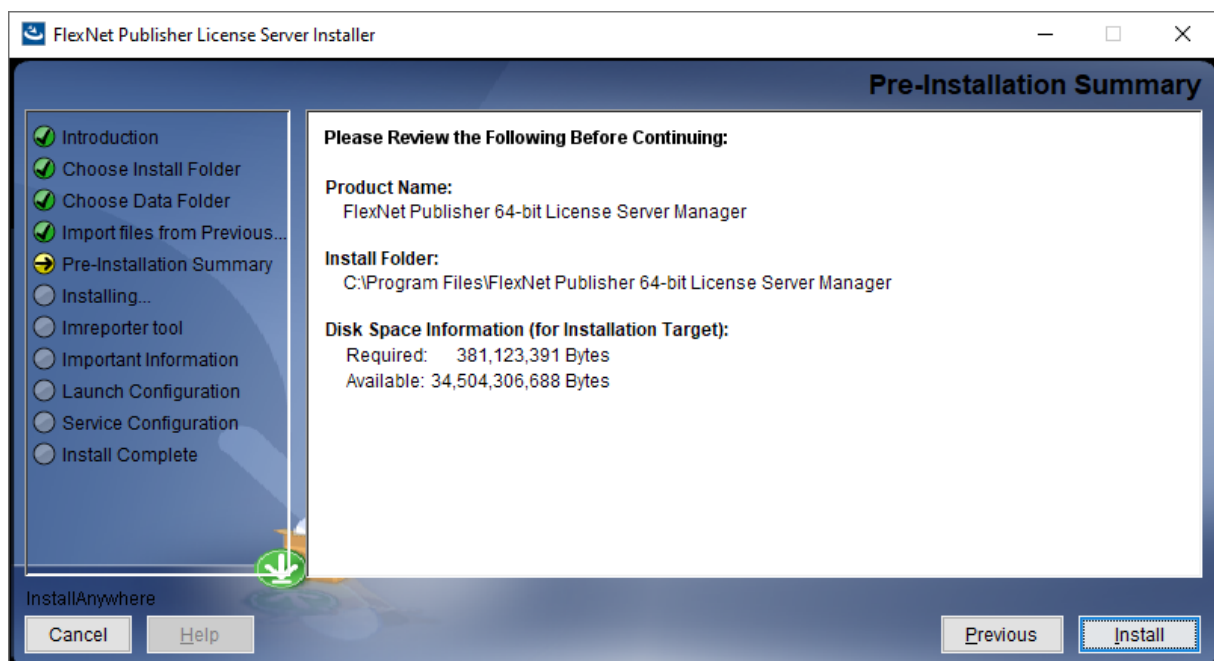 FlexNet Publisher License Server Installer
Pre-Installation Summary
Introduction
Choose Install Folder
Choose Data Folder
Import files from Previous...
Pre-Installation Summary
Installing...
lmreporter tool
Important Information
Launch Configuration
Service Configuration
Install Complete
Please Review the Following Before Continuing:
Product Name:
FlexNet Publisher 64-bit License Server Manager
Install Folder:
C:\Program Files\FlexNet Publisher 64-bit License Server Manager
Disk Space Information (for Installation Target):
Required: 381,123,391 Bytes
Available: 34,504,306,688 Bytes
InstallAnywhere
Cancel
Help
Previous
Install